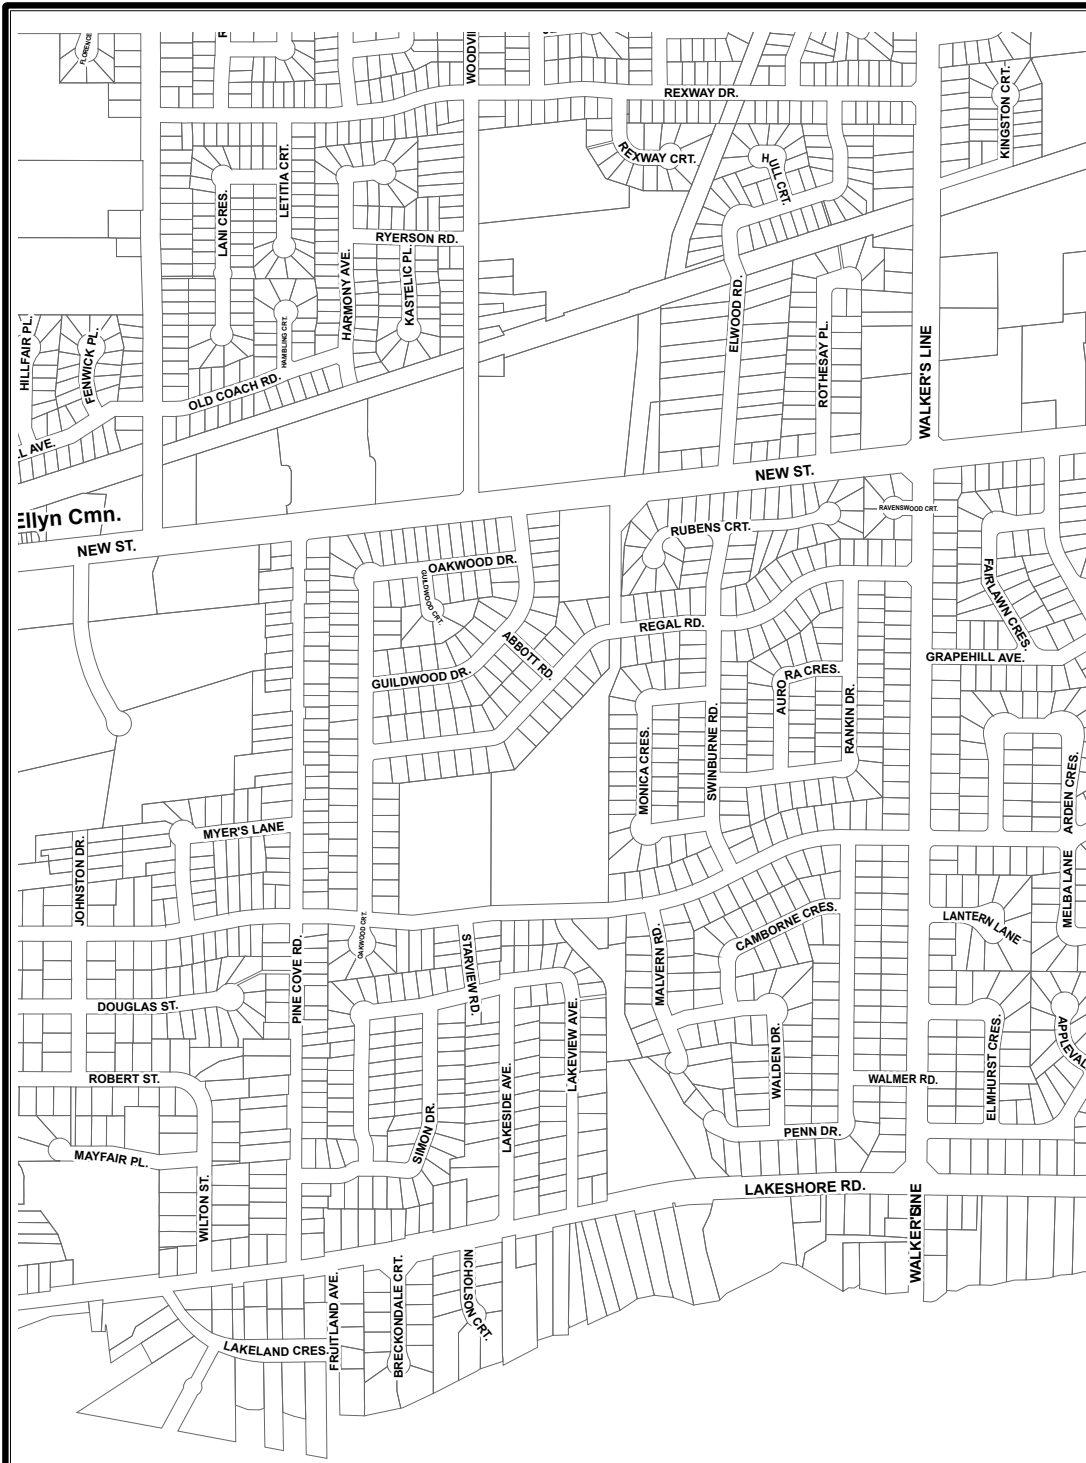 FLORENCE
REXWAY DR.
KINGSTON CRT.
REXWAY CRT.
HULL CRT.
LETITIA CRT.
LANI CRES.
RYERSON RD.
HARMONY AVE.
KASTELIC PL.
HILLFAIR PL.
FENWICK PL.
HAMBLING CRT.
ELWOOD RD.
ROTHESAY PL.
WALKER'S LINE
OLD COACH RD.
L AVE.
NEW ST.
Ellyn Cmn.
NEW ST.
RAVENSWOOD CRT.
RUBENS CRT.
OAKWOOD DR.
GUILDWOOD CRT.
FAIRLAWN CRES.
REGAL RD.
ABBOTT RD.
GRAPEHILL AVE.
GUILDWOOD DR.
AURORA CRES.
RANKIN DR.
MONICA CRES.
SWINBURNE RD.
ARDEN CRES.
MYER'S LANE
JOHNSTON DR.
MELBA LANE
CAMBORNE CRES.
LANTERN LANE
OAKWOOD CRT.
STARVIEW RD.
MALVERN RD.
PINE COVE RD.
DOUGLAS ST.
LAKEVIEW AVE.
WALDEN DR.
ELMHURST CRES.
APPLEVAL
ROBERT ST.
WALMER RD.
LAKESIDE AVE.
SIMON DR.
PENN DR.
MAYFAIR PL.
WILTON ST.
LAKESHORE RD.
WALKER'S LINE
NICHOLSON CRT.
BRECKONDALE CRT.
FRUITLAND AVE.
LAKELAND CRES.